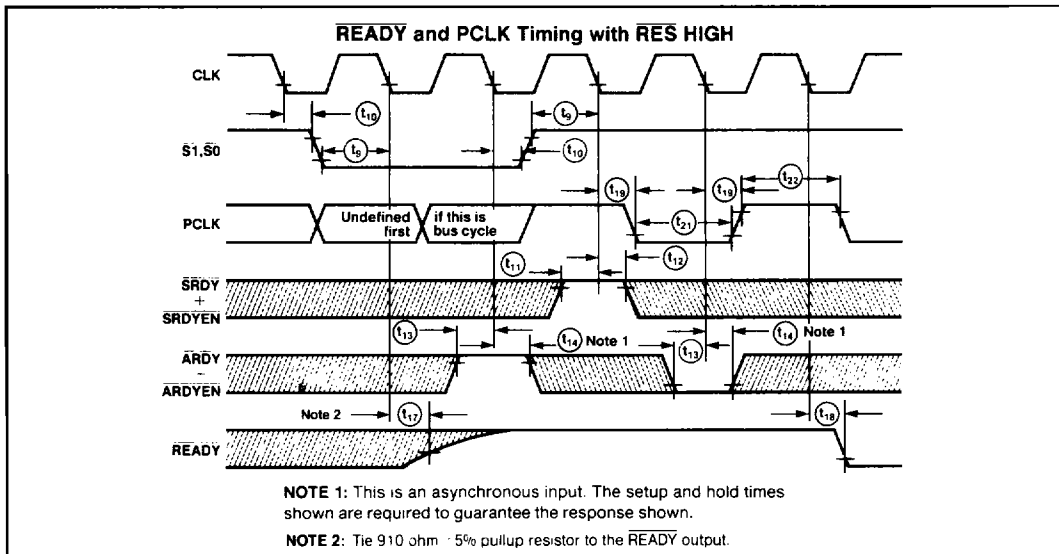 READY and PCLK Timing with RES HIGH
CLK
t10
t9
S1,S0
t9
t10
t19
t19
t22
PCLK
Undefined first
if this is bus cycle
t21
t11
t12
SRDY
+
SRDYEN
t13
t14 Note 1
t13
t14 Note 1
ARDY
-
ARDYEN
Note 2
t17
t18
READY
NOTE 1: This is an asynchronous input. The setup and hold times
shown are required to guarantee the response shown.
NOTE 2: Tie 910 ohm 5% pullup resistor to the READY output.